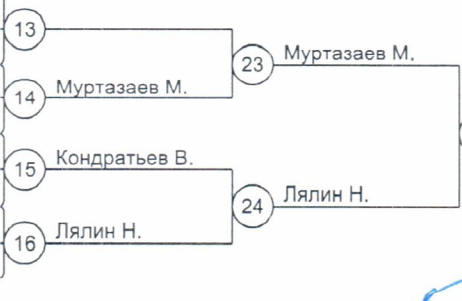 13
23 Муртазаев М.
14 Муртазаев М.
15 Кондратьев В.
24 Лялин Н.
16 Лялин Н.